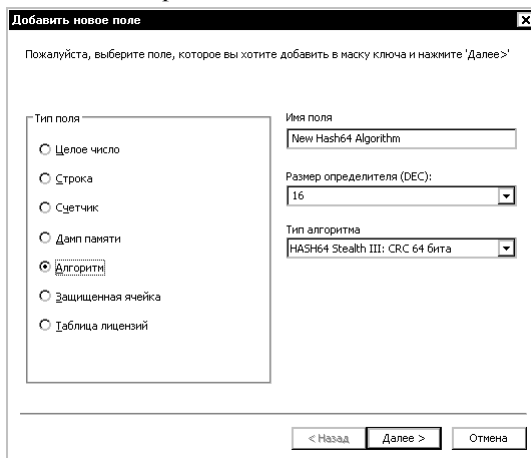 Добавить новое поле
Пожалуйста, выберите поле, которое вы хотите добавить в маску ключа и нажмите 'Далее>'
Тип поля
Целое число
Строка
Счетчик
Дамп памяти
Алгоритм
Защищенная ячейка
Таблица лицензий
Имя поля
New Hash64 Algorithm
Размер определителя (DEC):
16
Тип алгоритма
HASH64 Stealth III: CRC 64 бита
< Назад
Далее >
Отмена